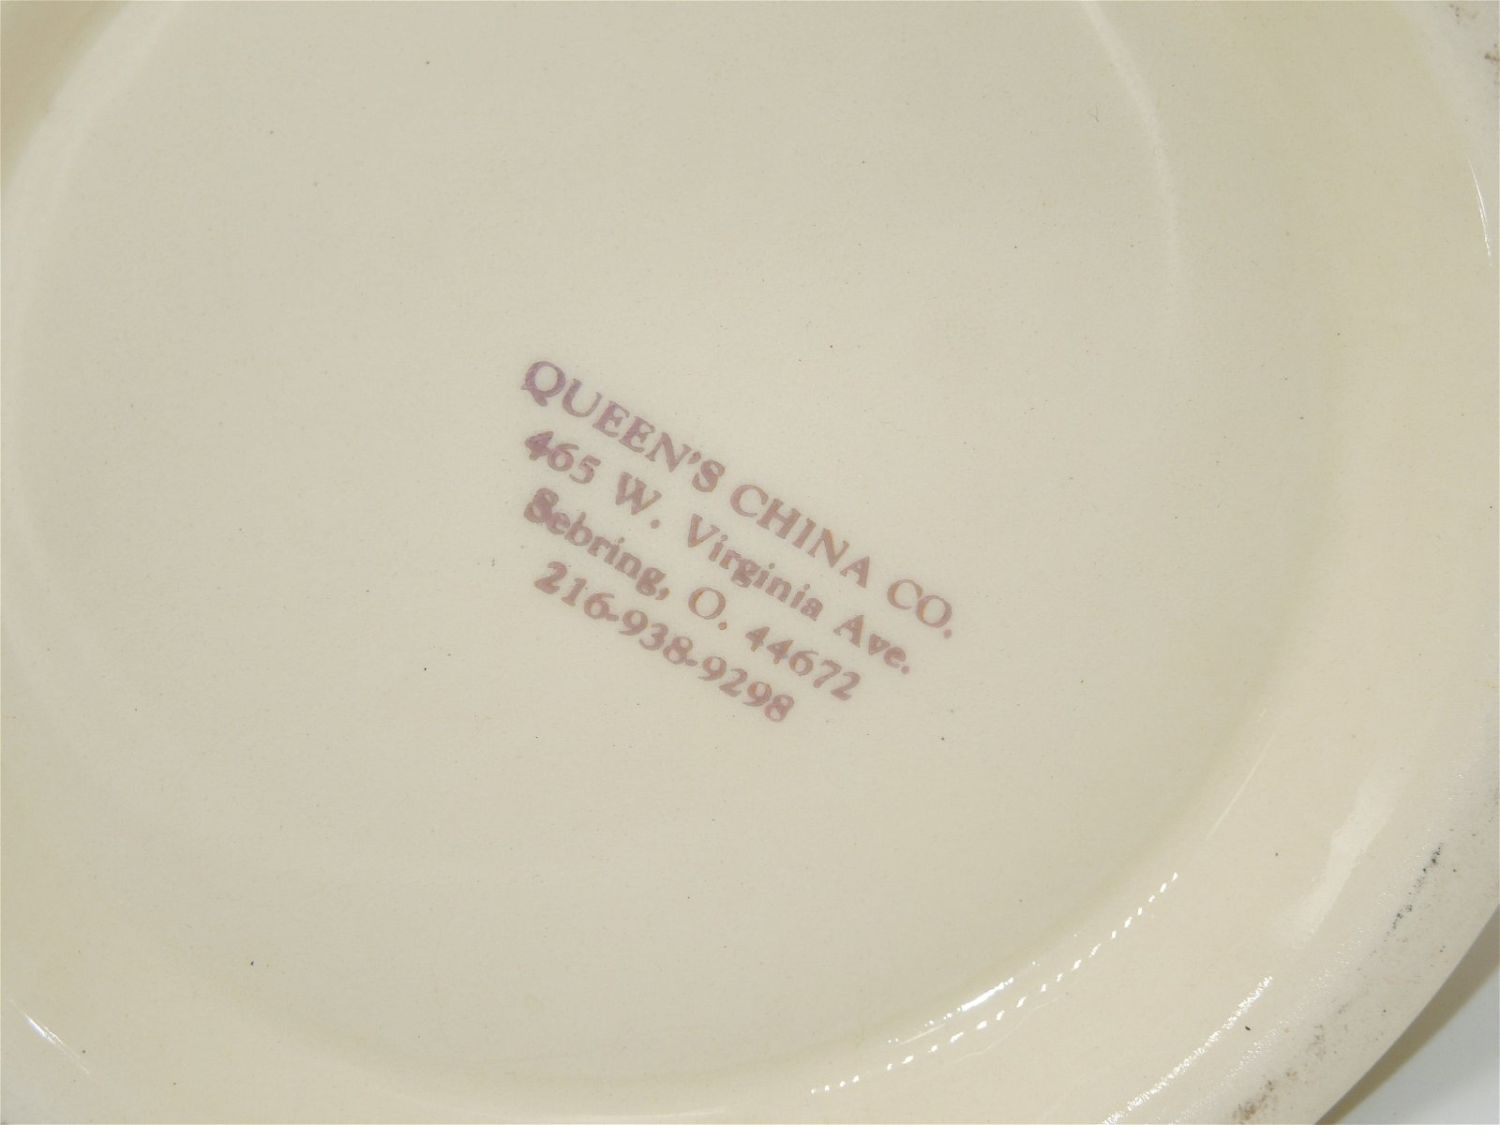 QUEEN'S CHINA CO.
465 W. Virginia Ave.
Sebring, O. 44672
216-938-9298